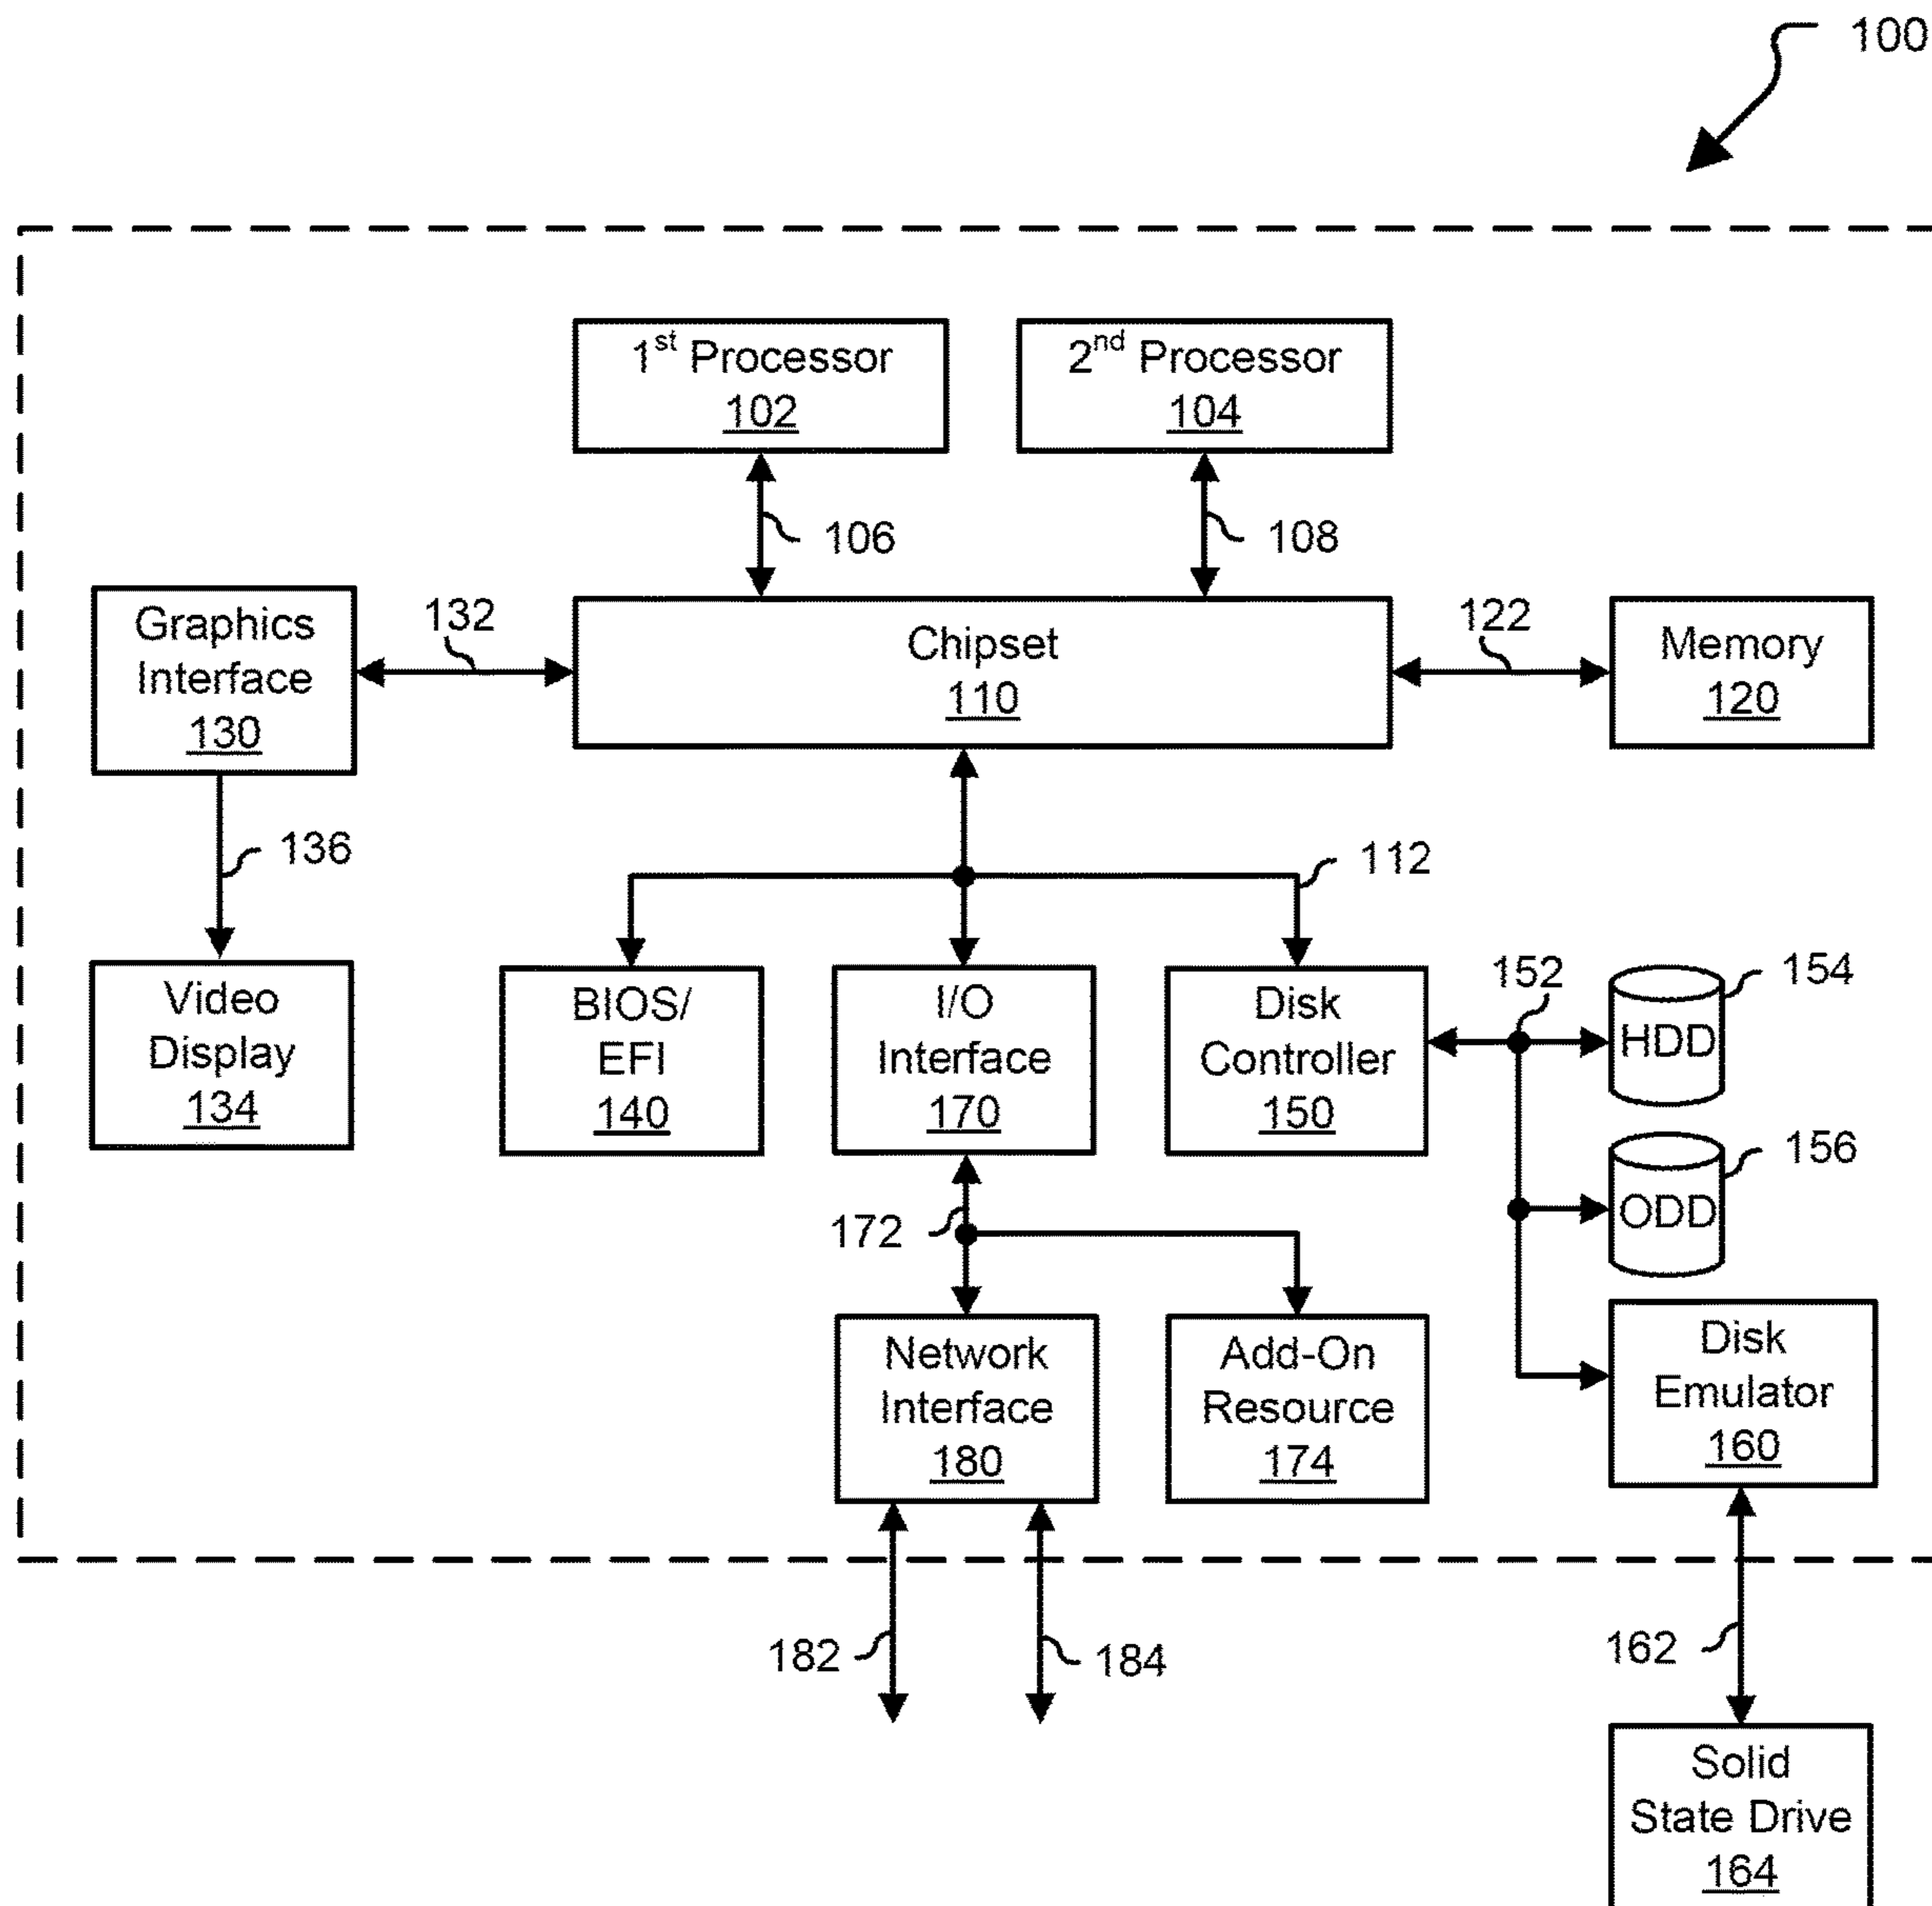 100
1st Processor
102
2nd Processor
104
106
108
Graphics
Interface
130
132
Chipset
110
122
Memory
120
136
112
Video
Display
134
BIOS/
EFI
140
I/O
Interface
170
Disk
Controller
150
152
HDD
154
ODD
156
172
Network
Interface
180
Add-On
Resource
174
Disk
Emulator
160
182
184
162
Solid
State Drive
164